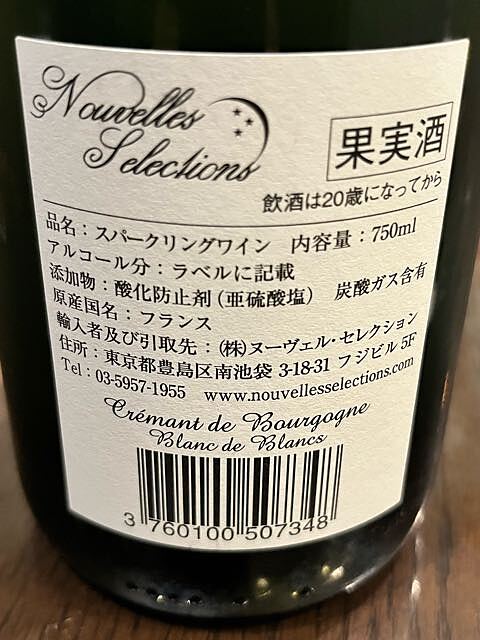 Nouvelles
Selections
果実酒
飲酒は20歳になってから
品名：スパークリングワイン 内容量：750ml
アルコール分：ラベルに記載
添加物：酸化防止剤(亜硫酸塩) 炭酸ガス含有
原産国名：フランス
輸入者及び引取先：(株)ヌーヴェル・セレクション
住所：東京都豊島区南池袋 3-18-31 フジビル 5F
Tel：03-5957-1955 www.nouvellesselections.com
Crémant de Bourgogne
Blanc de Blancs
3 760100 507348